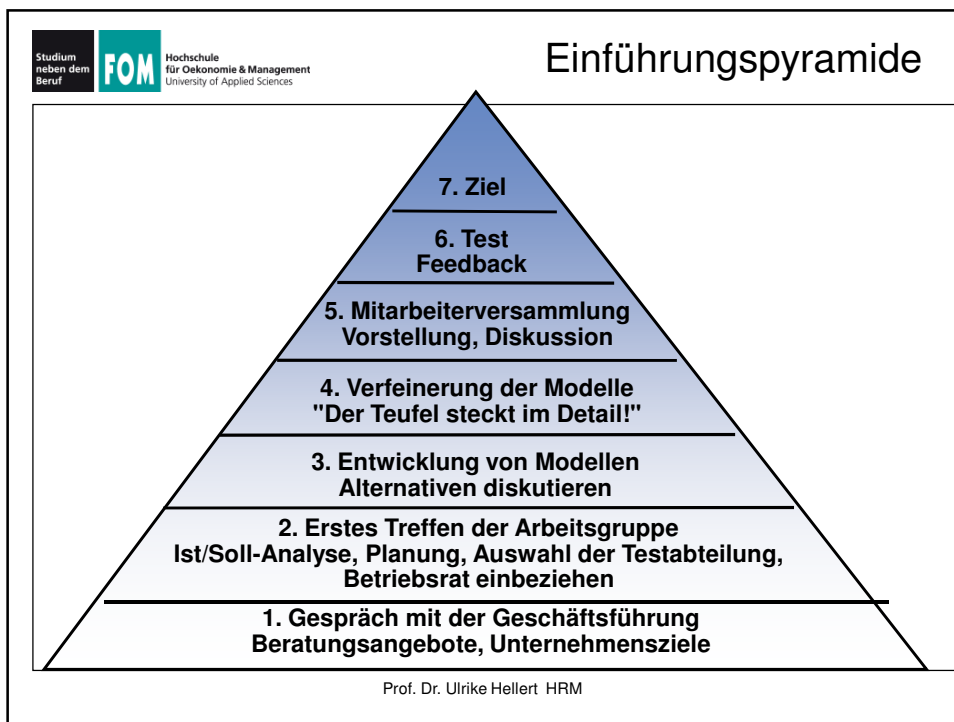 Studium
neben dem
Beruf
FOM
Hochschule
für Oekonomie & Management
University of Applied Sciences
Einführungspyramide
7. Ziel
6. Test
Feedback
5. Mitarbeiterversammlung
Vorstellung, Diskussion
4. Verfeinerung der Modelle
"Der Teufel steckt im Detail!"
3. Entwicklung von Modellen
Alternativen diskutieren
2. Erstes Treffen der Arbeitsgruppe
Ist/Soll-Analyse, Planung, Auswahl der Testabteilung,
Betriebsrat einbeziehen
1. Gespräch mit der Geschäftsführung
Beratungsangebote, Unternehmensziele
Prof. Dr. Ulrike Hellert HRM